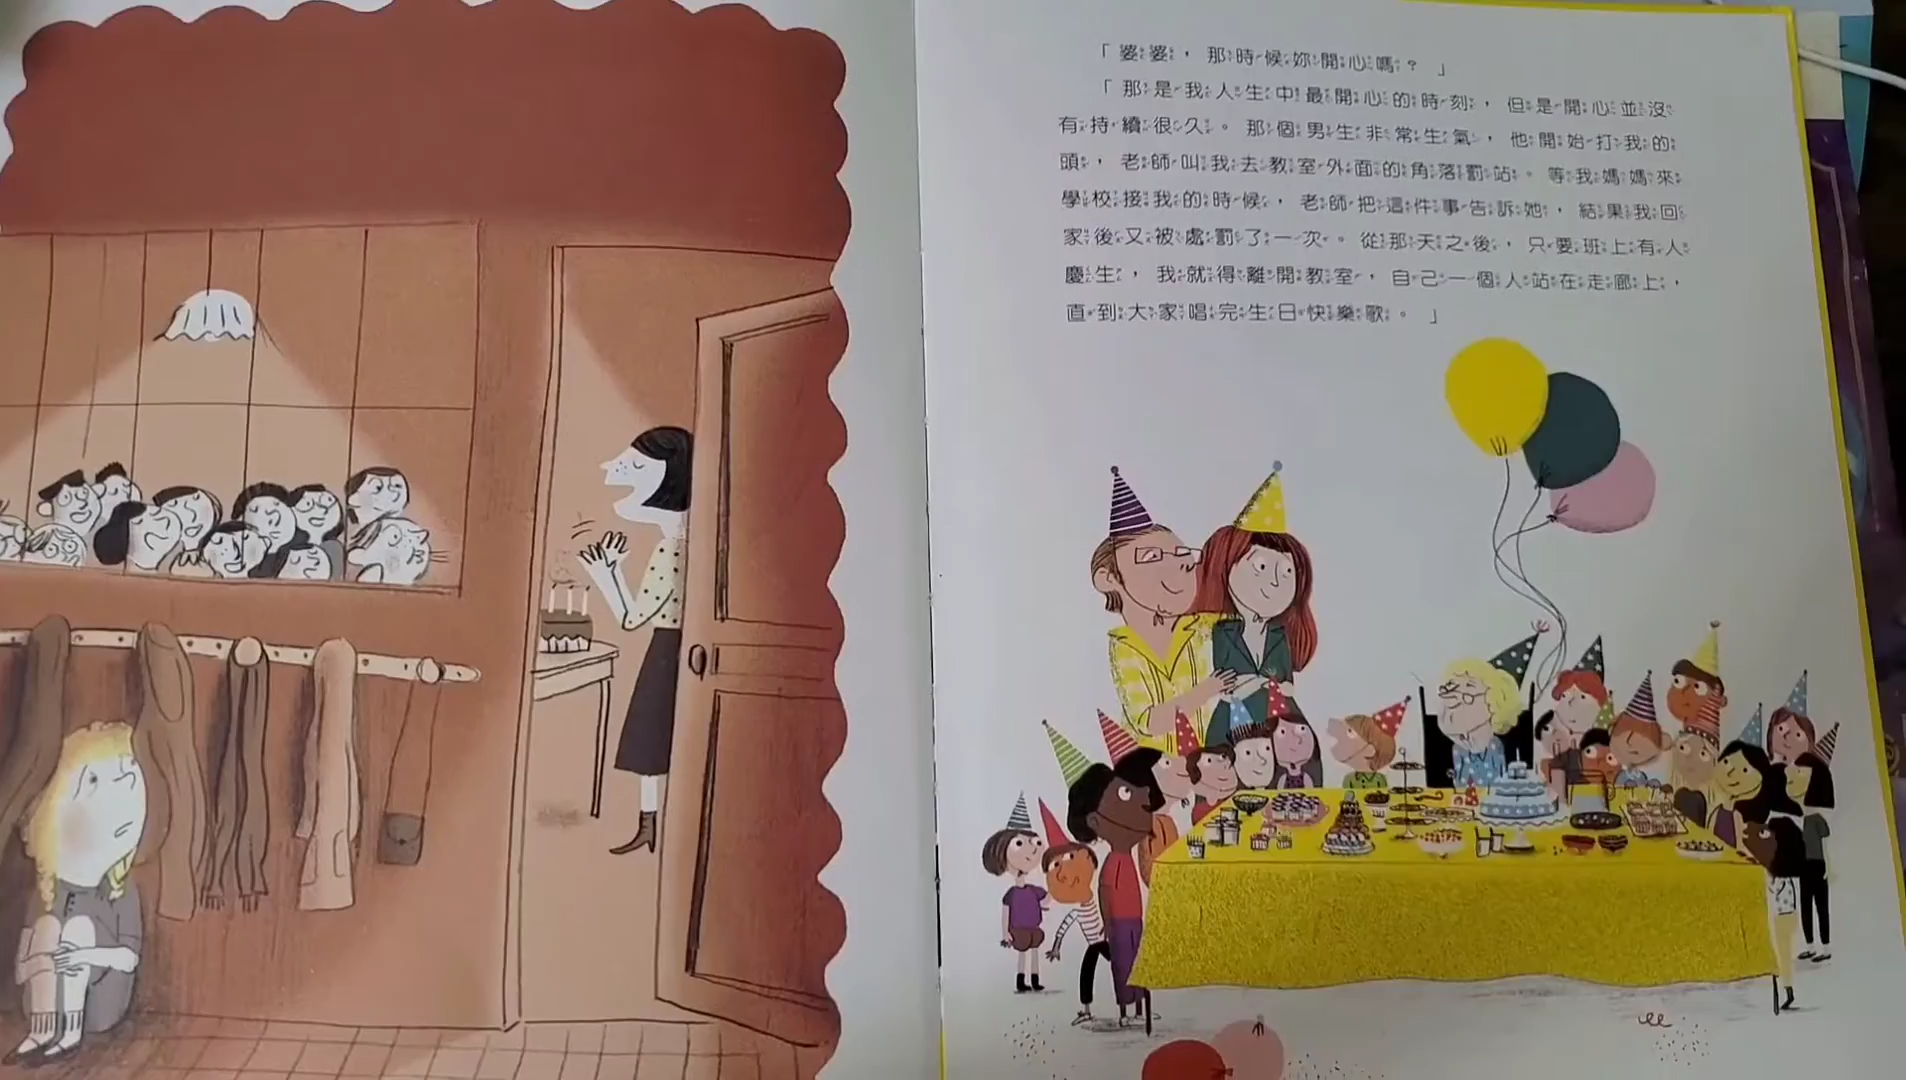 「婆婆，那時候妳開心嗎？」
「那是我人生中最開心的時刻，但是開心並沒
有持續很久。那個男生非常生氣，他開始打我的
頭，老師叫我去教室外面的角落罰站。等我媽媽來
學校接我的時候，老師把這件事告訴她，結果我回
家後又被處罰了一次。從那天之後，只要班上有人
慶生，我就得離開教室，自己一個人站在走廊上，
直到大家唱完生日快樂歌。」